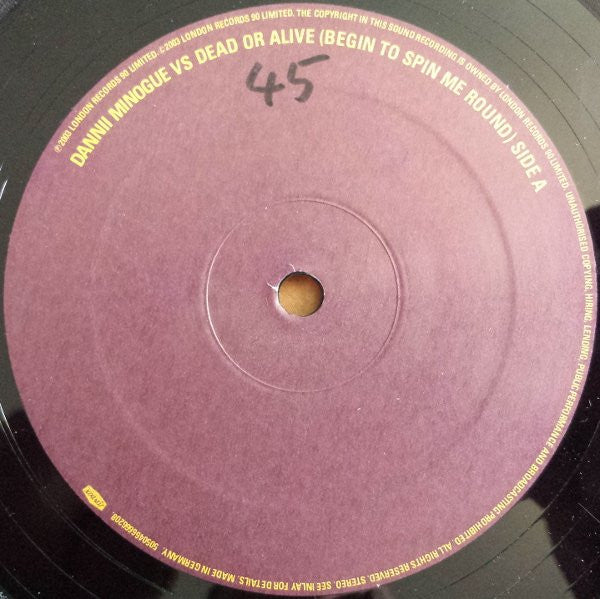 ℗2003 LONDON RECORDS 90 LIMITED. ©2003 LONDON RECORDS 90 LIMITED. THE COPYRIGHT IN THIS SOUND RECORDING IS OWNED BY LONDON RECORDS 90 LIMITED. UNAUTHORISED COPYING, HIRING, LENDING, PUBLIC PERFORMANCE AND BROADCASTING PROHIBITED. ALL RIGHTS RESERVED. STEREO. SEE INLAY FOR DETAILS. MADE IN GERMANY.
DANNII MINOGUE VS DEAD OR ALIVE (BEGIN TO SPIN ME ROUND) SIDE A
45